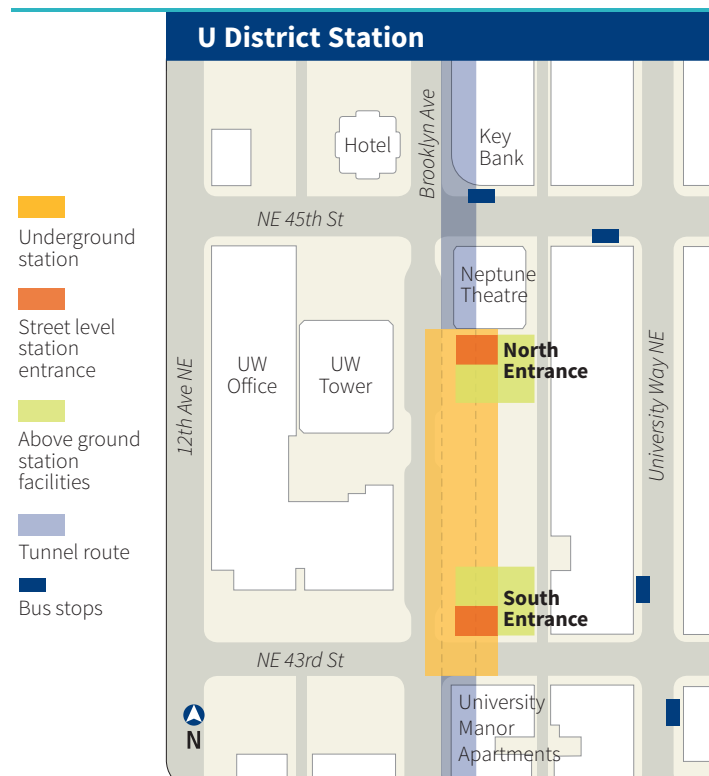 U District Station
Underground
station
Street level
station
entrance
Above ground
station
facilities
Tunnel route
Bus stops
Hotel
Brooklyn Ave
Key
Bank
NE 45th St
Neptune
Theatre
12th Ave NE
UW
Office
UW
Tower
North
Entrance
University Way NE
South
Entrance
NE 43rd St
University
Manor
Apartments
N